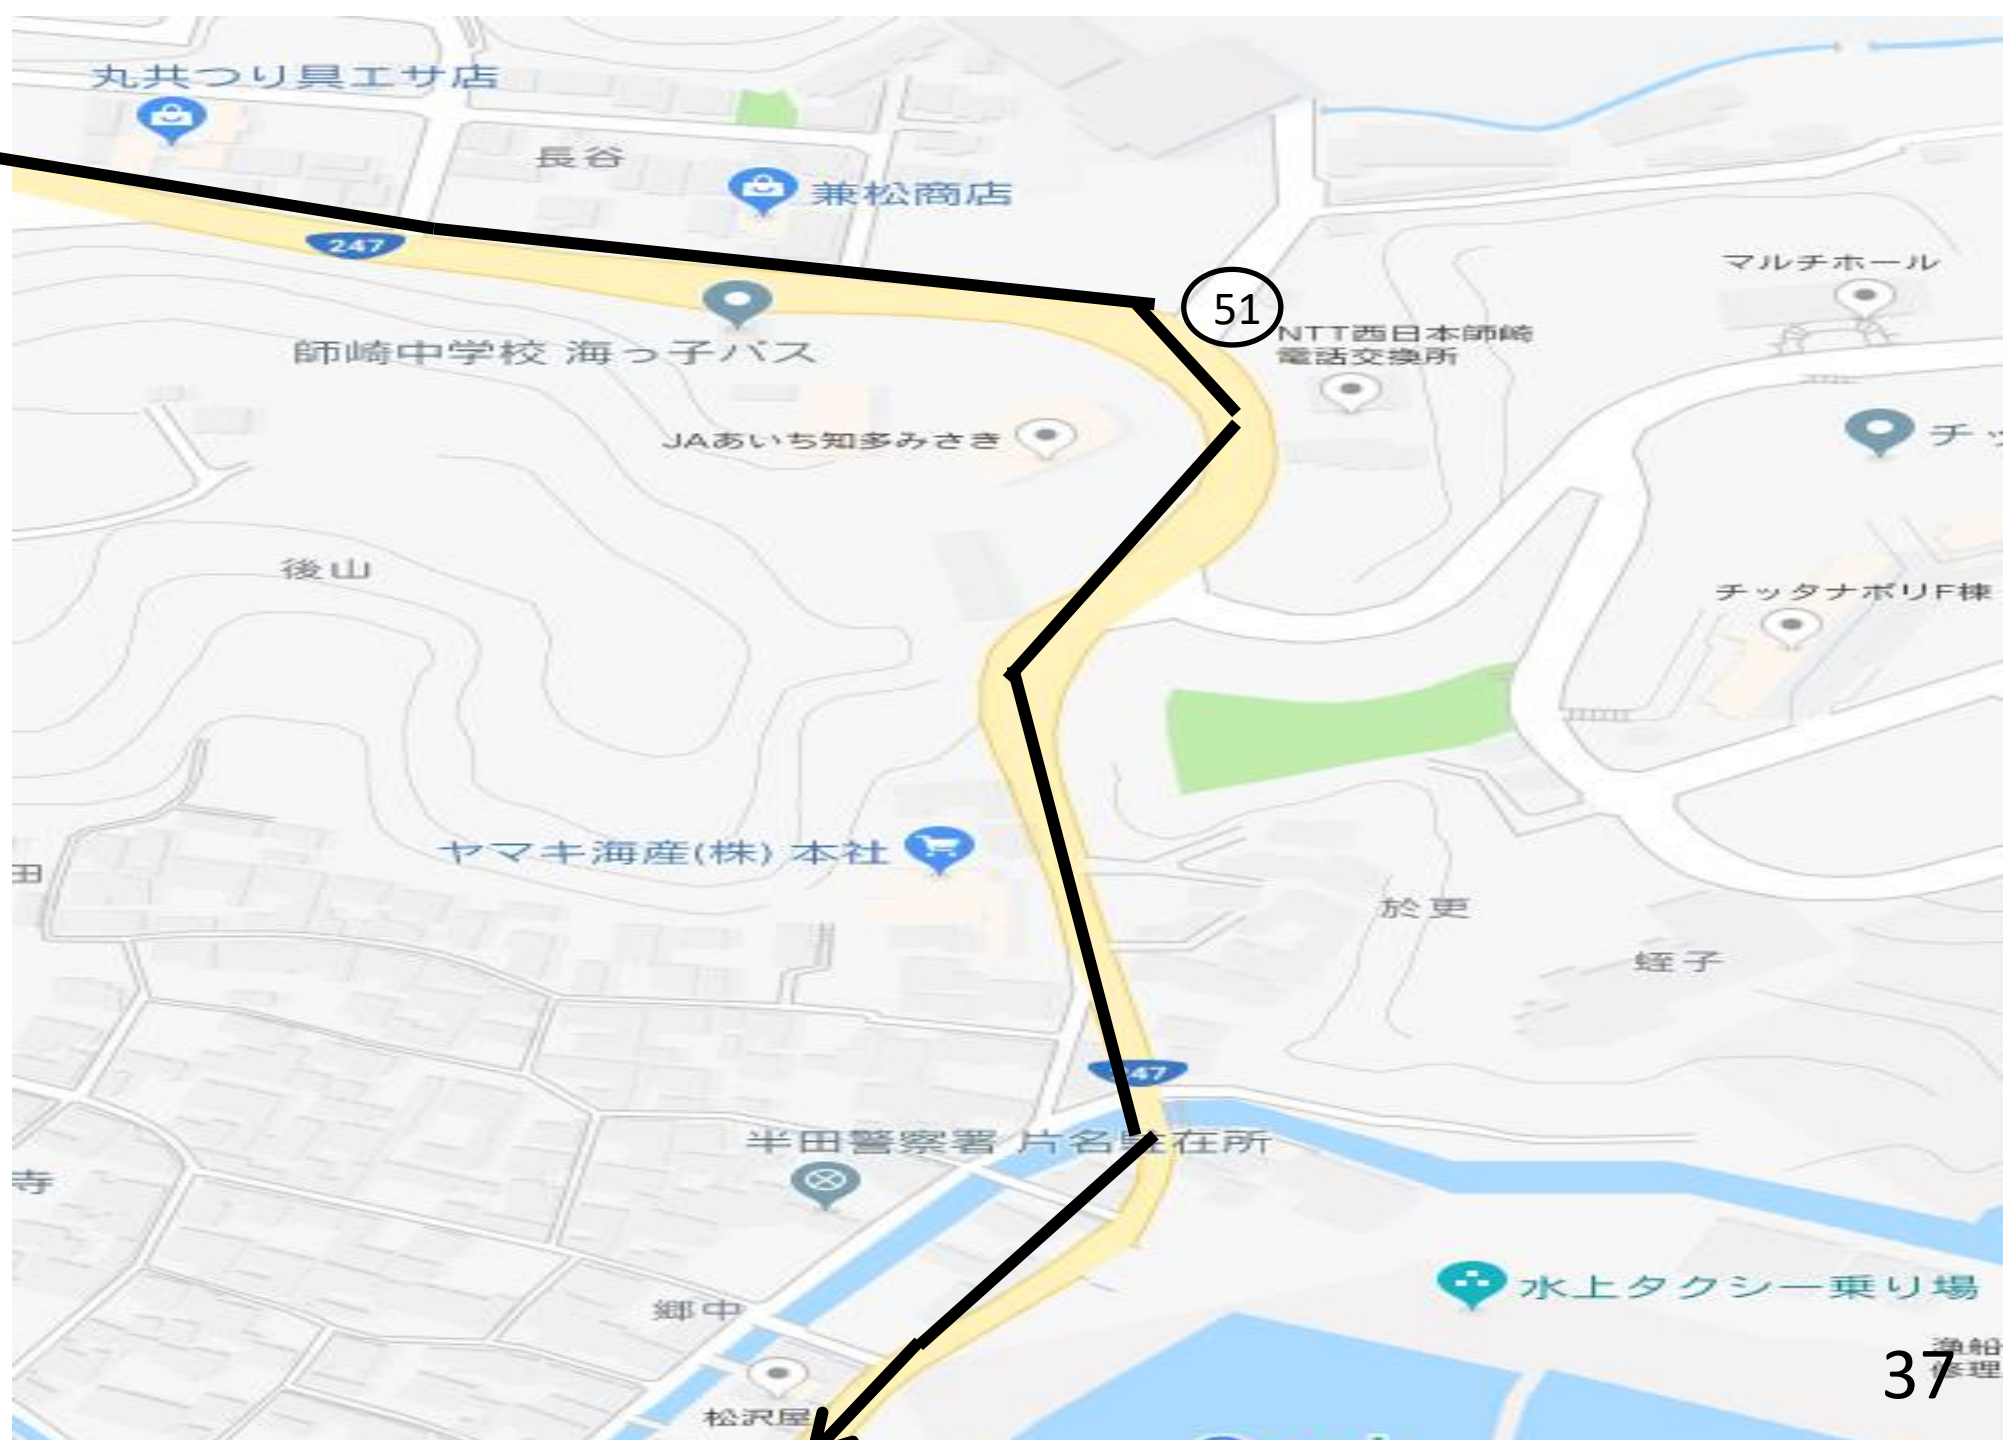 丸共つり具エサ店
長谷
兼松商店
247
51
マルチホール
NTT西日本師崎
電話交換所
師崎中学校 海っ子バス
JAあいち知多みさき
チッ
後山
チッタナポリF棟
ヤマキ海産(株) 本社
田
於更
蛭子
47
半田警察署 片名駐在所
寺
水上タクシー乗り場
郷中
漁船
修理
37
松沢屋